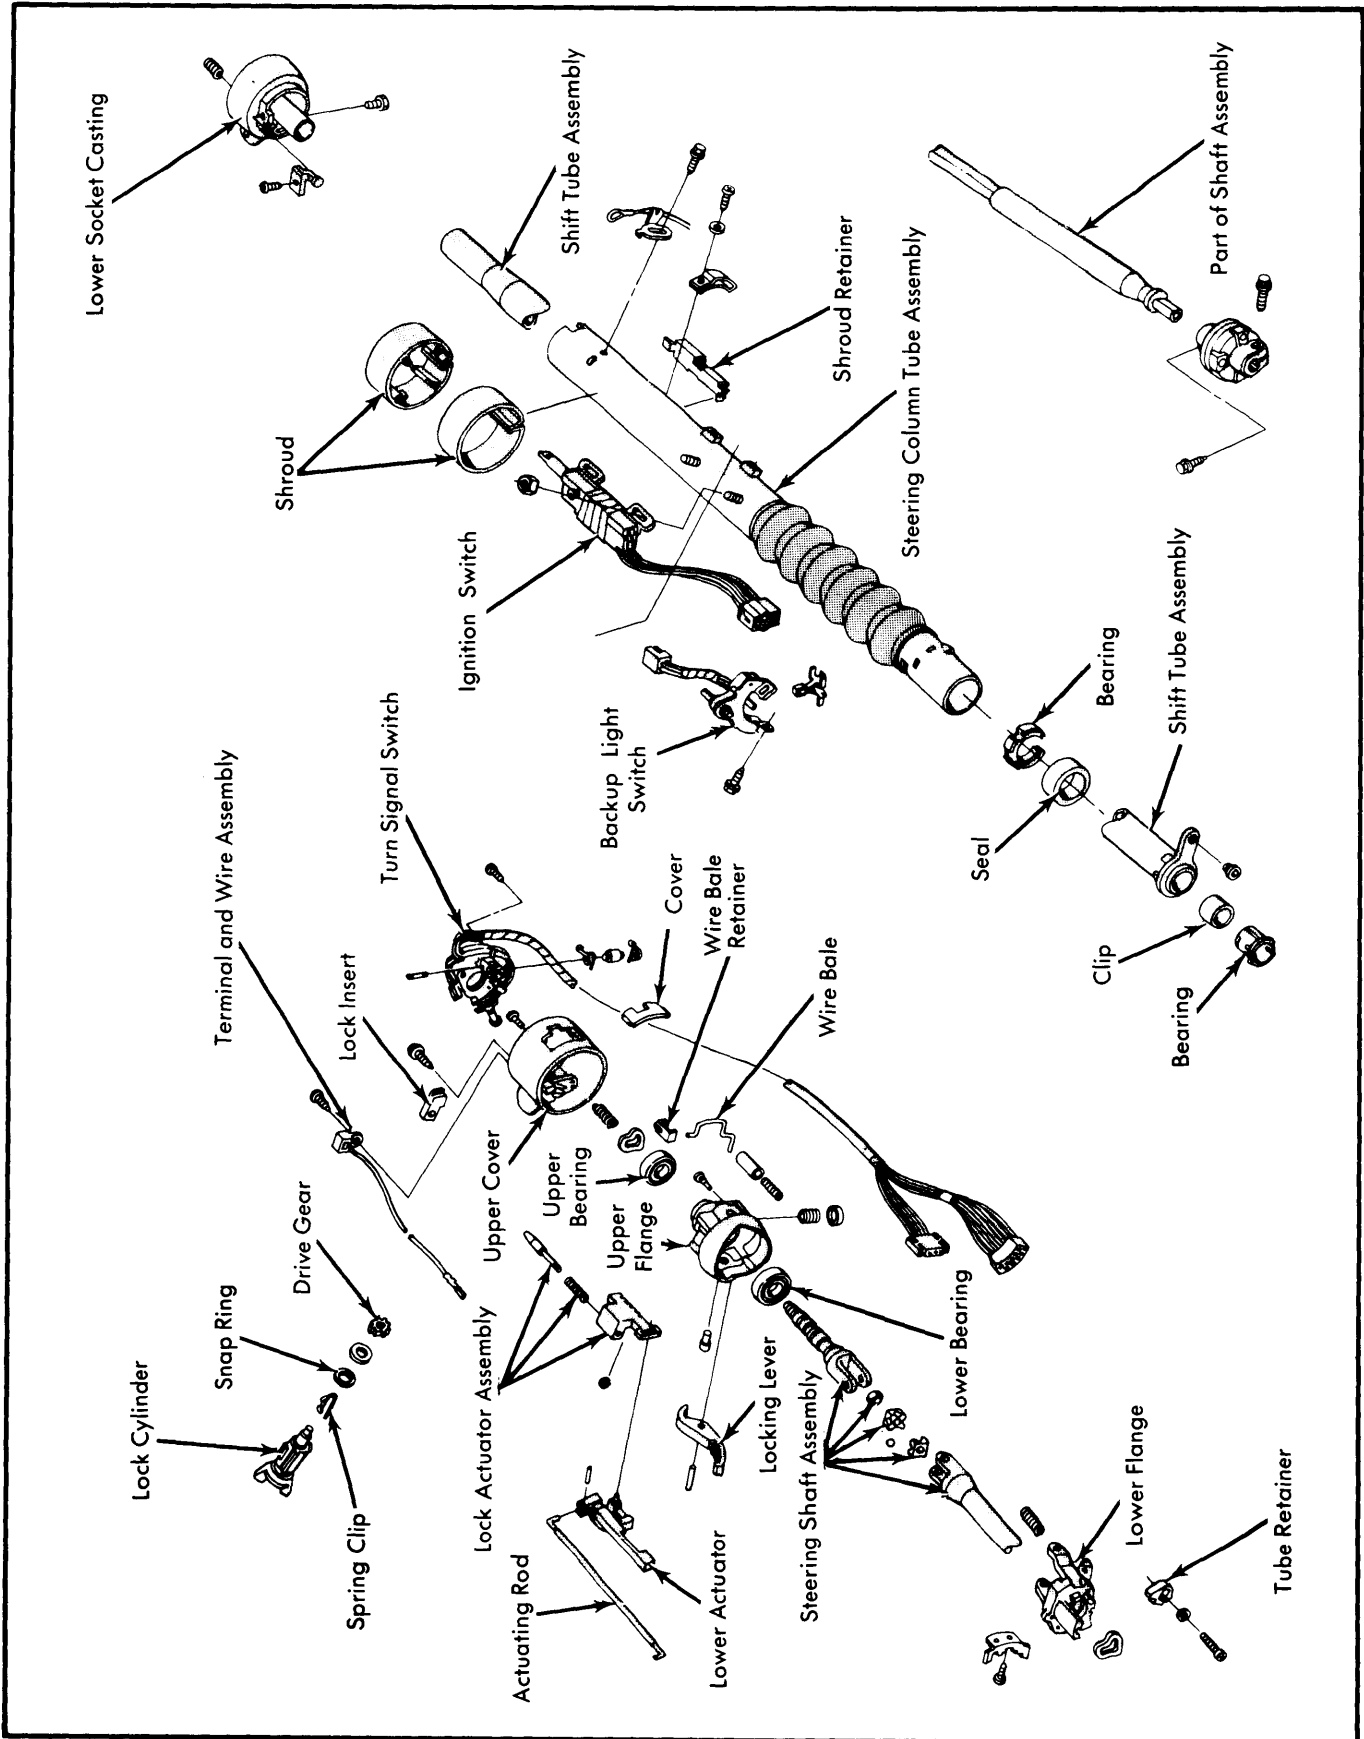 Lock Cylinder
Snap Ring
Drive Gear
Spring Clip
Terminal and Wire Assembly
Lock Insert
Turn Signal Switch
Lock Actuator Assembly
Upper Cover
Upper
Bearing
Upper
Flange
Actuating Rod
Lower Actuator
Locking Lever
Steering Shaft Assembly
Lower Bearing
Lower Flange
Tube Retainer
Cover
Wire Bale
Retainer
Wire Bale
Lower Socket Casting
Shroud
Shift Tube Assembly
Ignition Switch
Backup Light
Switch
Shroud Retainer
Steering Column Tube Assembly
Part of Shaft Assembly
Bearing
Seal
Shift Tube Assembly
Clip
Bearing